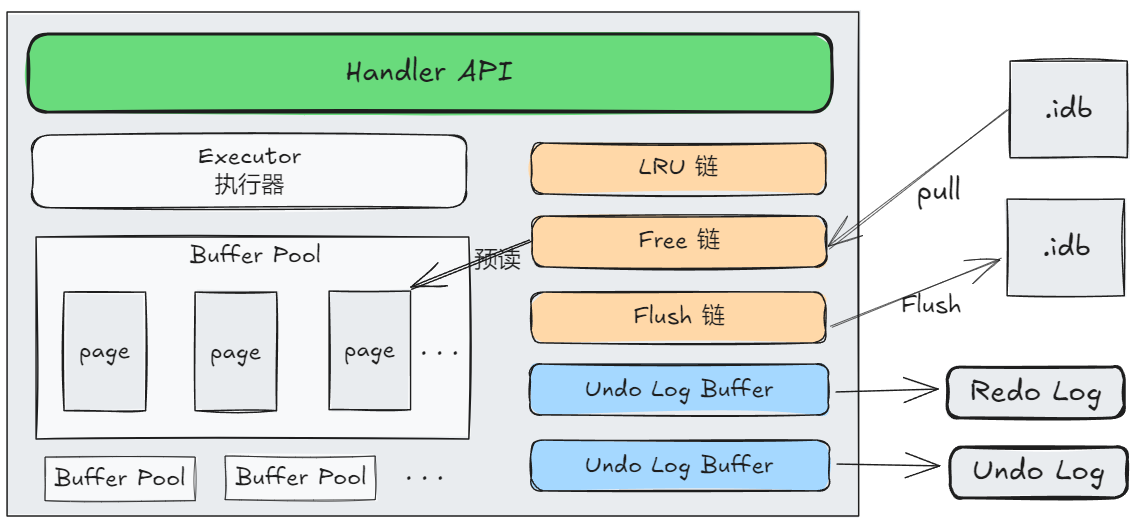 Handler API
Executor
执行器
Buffer Pool
page
page
page
...
Buffer Pool
Buffer Pool
...
LRU 链
Free 链
预读
Flush 链
Undo Log Buffer
Undo Log Buffer
.idb
pull
.idb
Flush
Redo Log
Undo Log